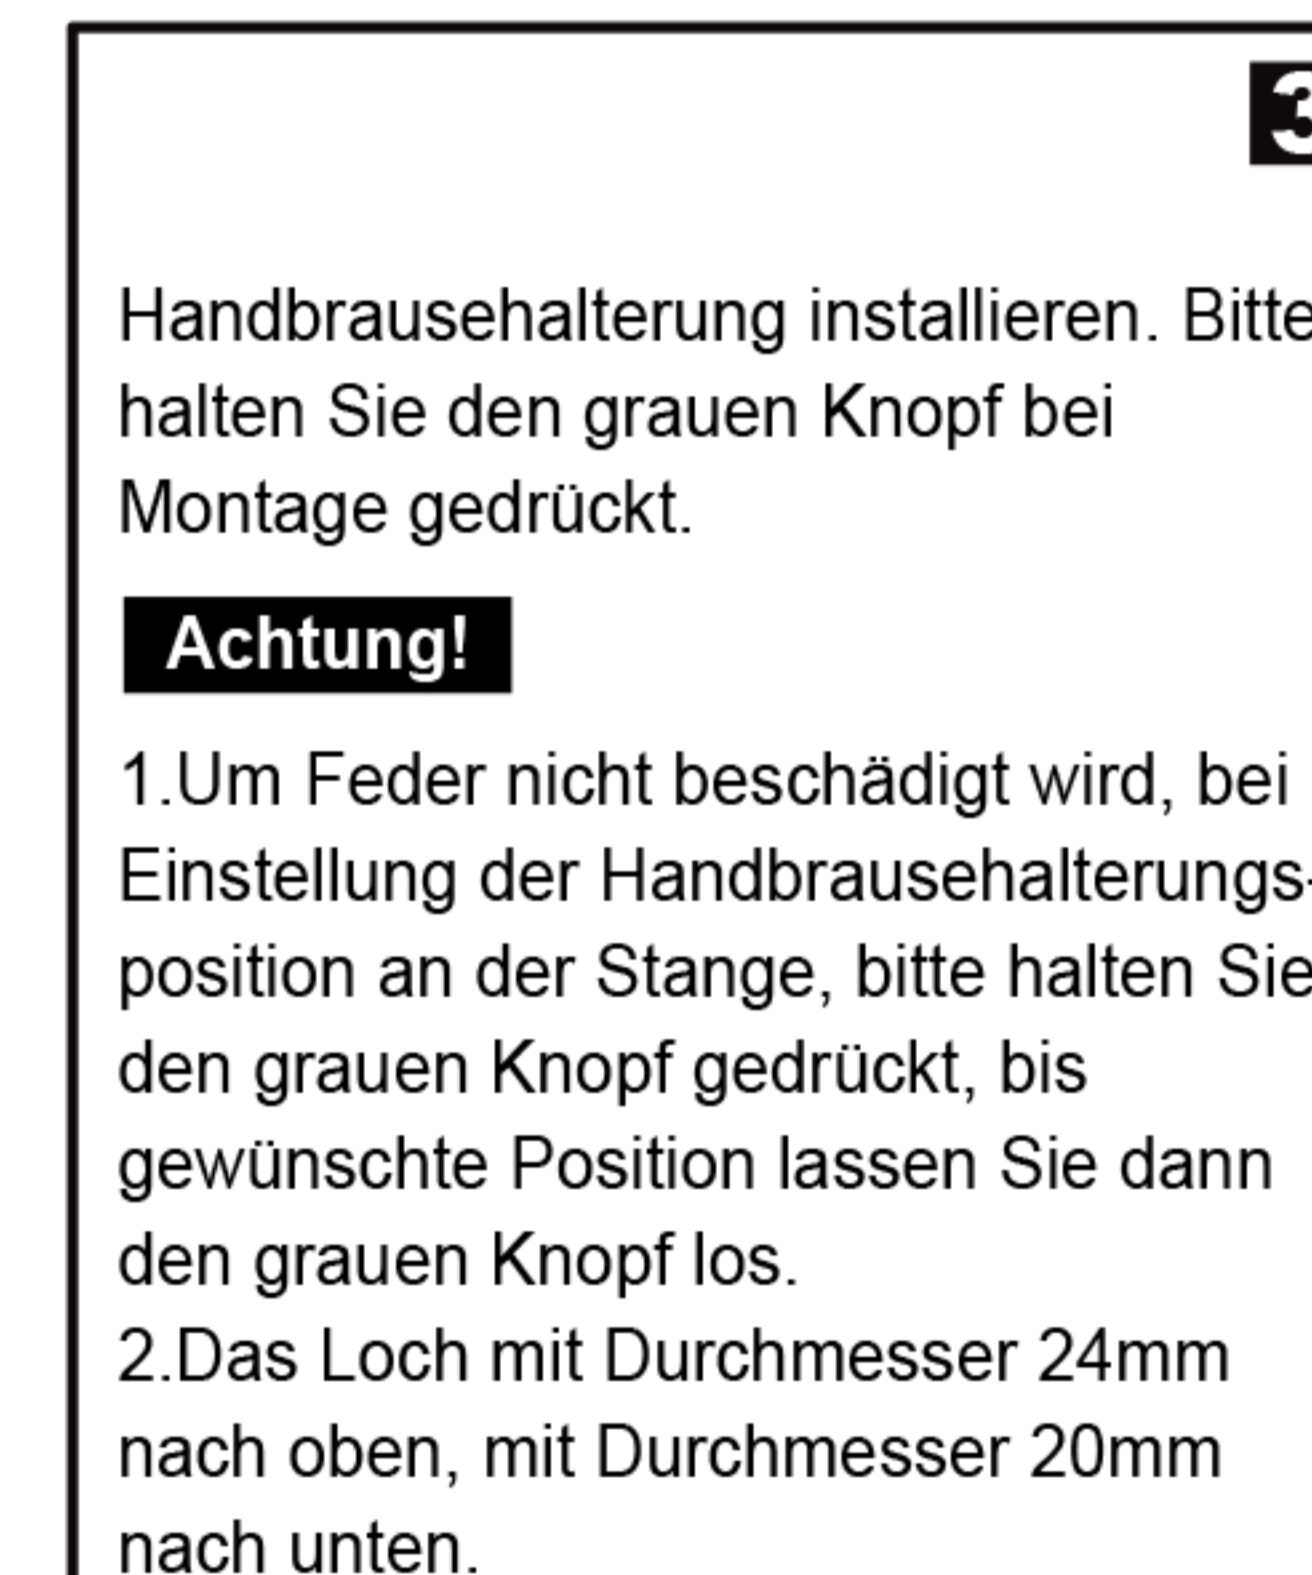 3
Handbrausehalterung installieren. Bitte
halten Sie den grauen Knopf bei
Montage gedrückt.
Achtung!
1.Um Feder nicht beschädigt wird, bei
Einstellung der Handbrausehalterungs-
position an der Stange, bitte halten Sie
den grauen Knopf gedrückt, bis
gewünschte Position lassen Sie dann
den grauen Knopf los.
2.Das Loch mit Durchmesser 24mm
nach oben, mit Durchmesser 20mm
nach unten.